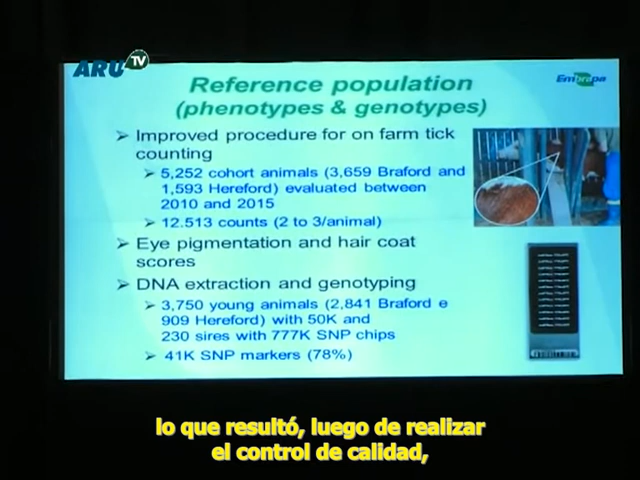 ARU TV
Reference population
Embrapa
(phenotypes & genotypes)
➢ Improved procedure for on farm tick
counting
➢ 5,252 cohort animals (3,659 Braford and
1,593 Hereford) evaluated between
2010 and 2015
➢ 12.513 counts (2 to 3/animal)
➢ Eye pigmentation and hair coat
scores
➢ DNA extraction and genotyping
➢ 3,750 young animals (2,841 Braford e
909 Hereford) with 50K and
230 sires with 777K SNP chips
➢ 41K SNP markers (78%)
lo que resultó, luego de realizar
el control de calidad,